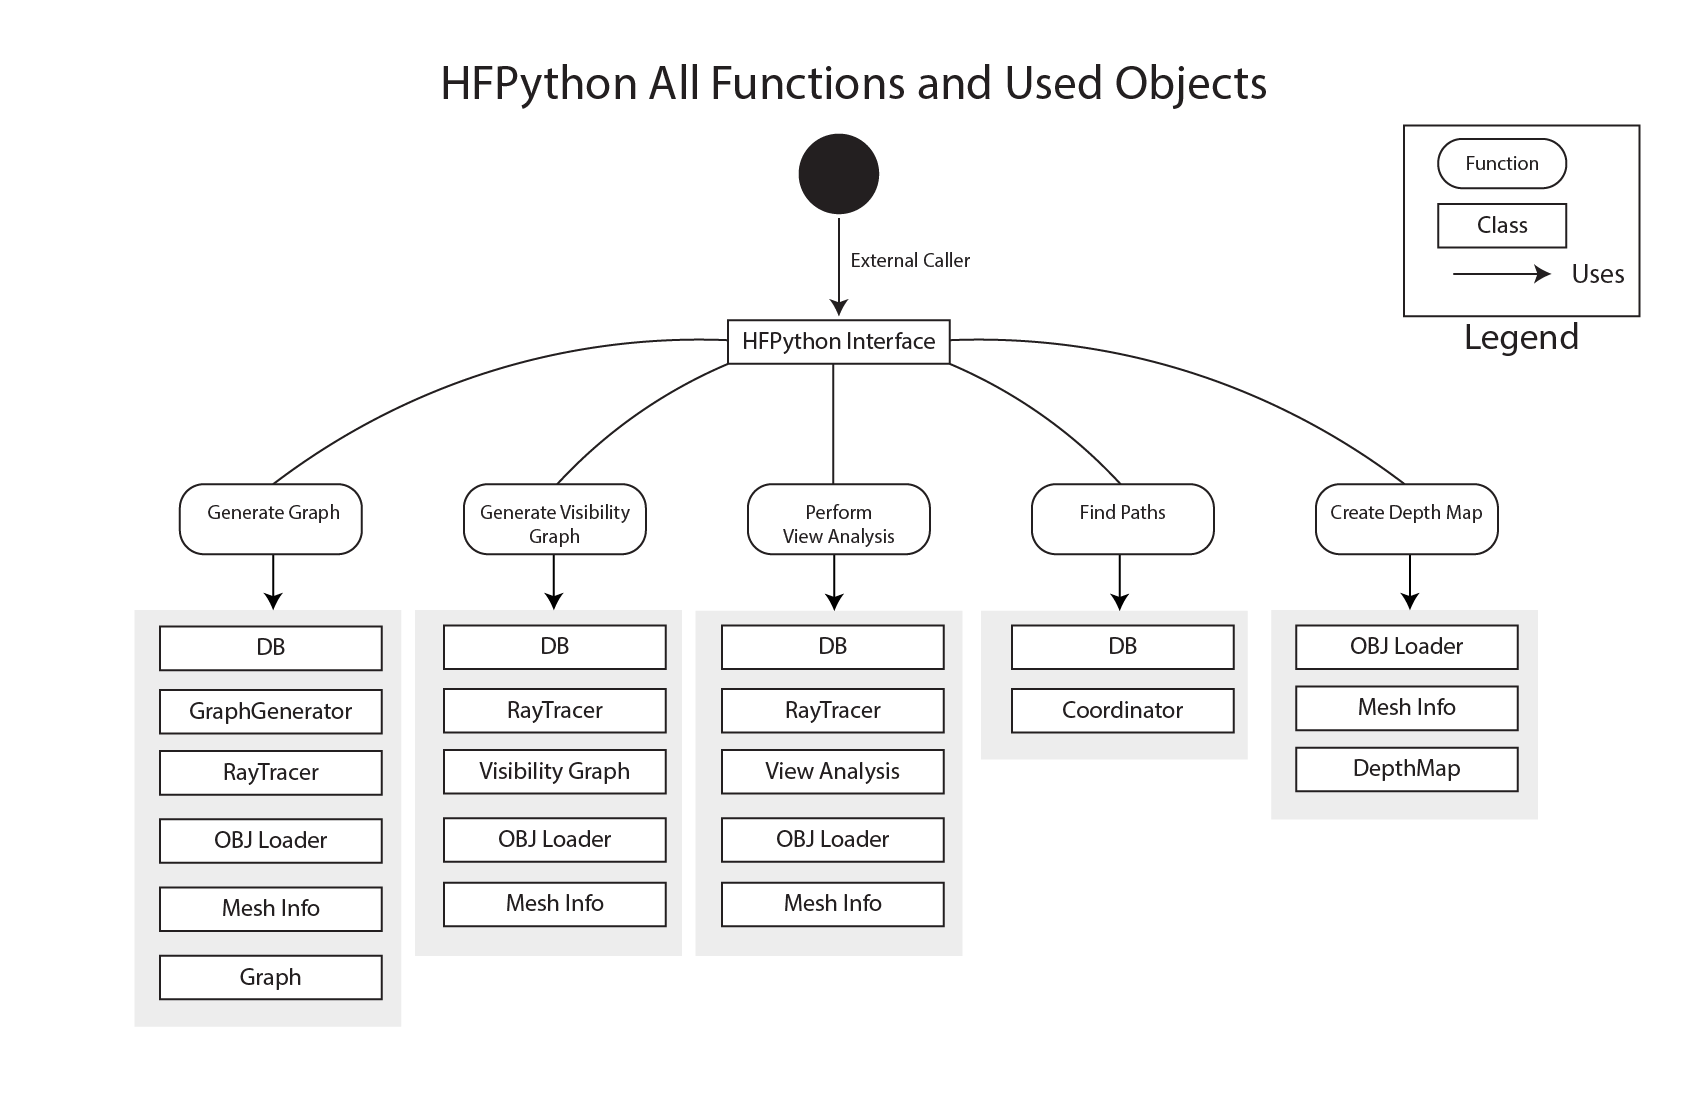 HFPython All Functions and Used Objects
Function
Class
Uses
Legend
External Caller
HFPython Interface
Generate Graph
Generate Visibility
Graph
Perform
View Analysis
Find Paths
Create Depth Map
DB
GraphGenerator
RayTracer
OBJ Loader
Mesh Info
Graph
DB
RayTracer
Visibility Graph
OBJ Loader
Mesh Info
DB
RayTracer
View Analysis
OBJ Loader
Mesh Info
DB
Coordinator
OBJ Loader
Mesh Info
DepthMap